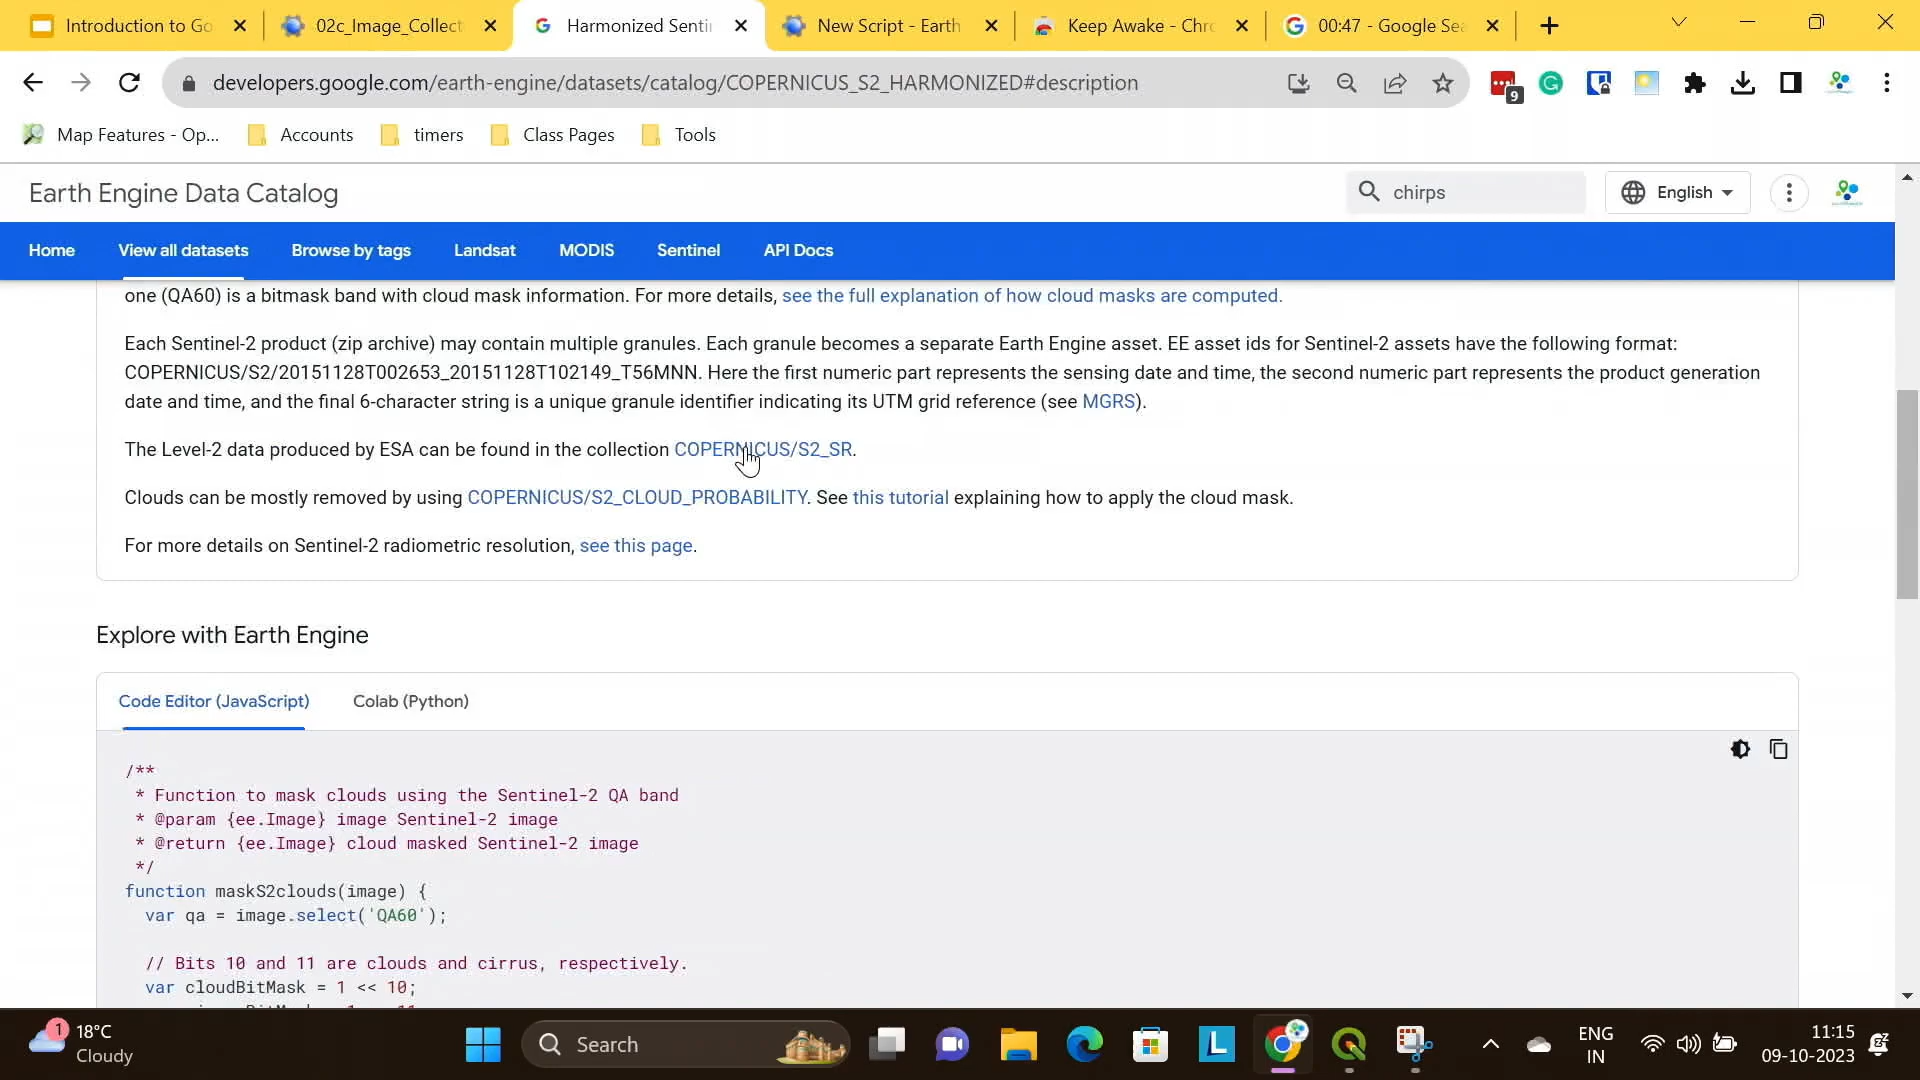 Introduction to Go
02c_Image_Collect
Harmonized Senti
New Script - Earth
Keep Awake - Chro
00:47 - Google Sea
developers.google.com/earth-engine/datasets/catalog/COPERNICUS_S2_HARMONIZED#description
9
Map Features - Op...
Accounts
timers
Class Pages
Tools
Earth Engine Data Catalog
chirps
English
Home
View all datasets
Browse by tags
Landsat
MODIS
Sentinel
API Docs
one (QA60) is a bitmask band with cloud mask information. For more details, see the full explanation of how cloud masks are computed.
Each Sentinel-2 product (zip archive) may contain multiple granules. Each granule becomes a separate Earth Engine asset. EE asset ids for Sentinel-2 assets have the following format:
COPERNICUS/S2/20151128T002653_20151128T102149_T56MNN. Here the first numeric part represents the sensing date and time, the second numeric part represents the product generation
date and time, and the final 6-character string is a unique granule identifier indicating its UTM grid reference (see MGRS).
The Level-2 data produced by ESA can be found in the collection COPERNICUS/S2_SR.
Clouds can be mostly removed by using COPERNICUS/S2_CLOUD_PROBABILITY. See this tutorial explaining how to apply the cloud mask.
For more details on Sentinel-2 radiometric resolution, see this page.
Explore with Earth Engine
Code Editor (JavaScript)
Colab (Python)
/**
* Function to mask clouds using the Sentinel-2 QA band
* @param {ee.Image} image Sentinel-2 image
* @return {ee.Image} cloud masked Sentinel-2 image
*/
function maskS2clouds(image) {
var qa = image.select('QA60');
// Bits 10 and 11 are clouds and cirrus, respectively.
var cloudBitMask = 1 << 10;
1
18°C
Cloudy
Search
L
ENG
IN
11:15
09-10-2023